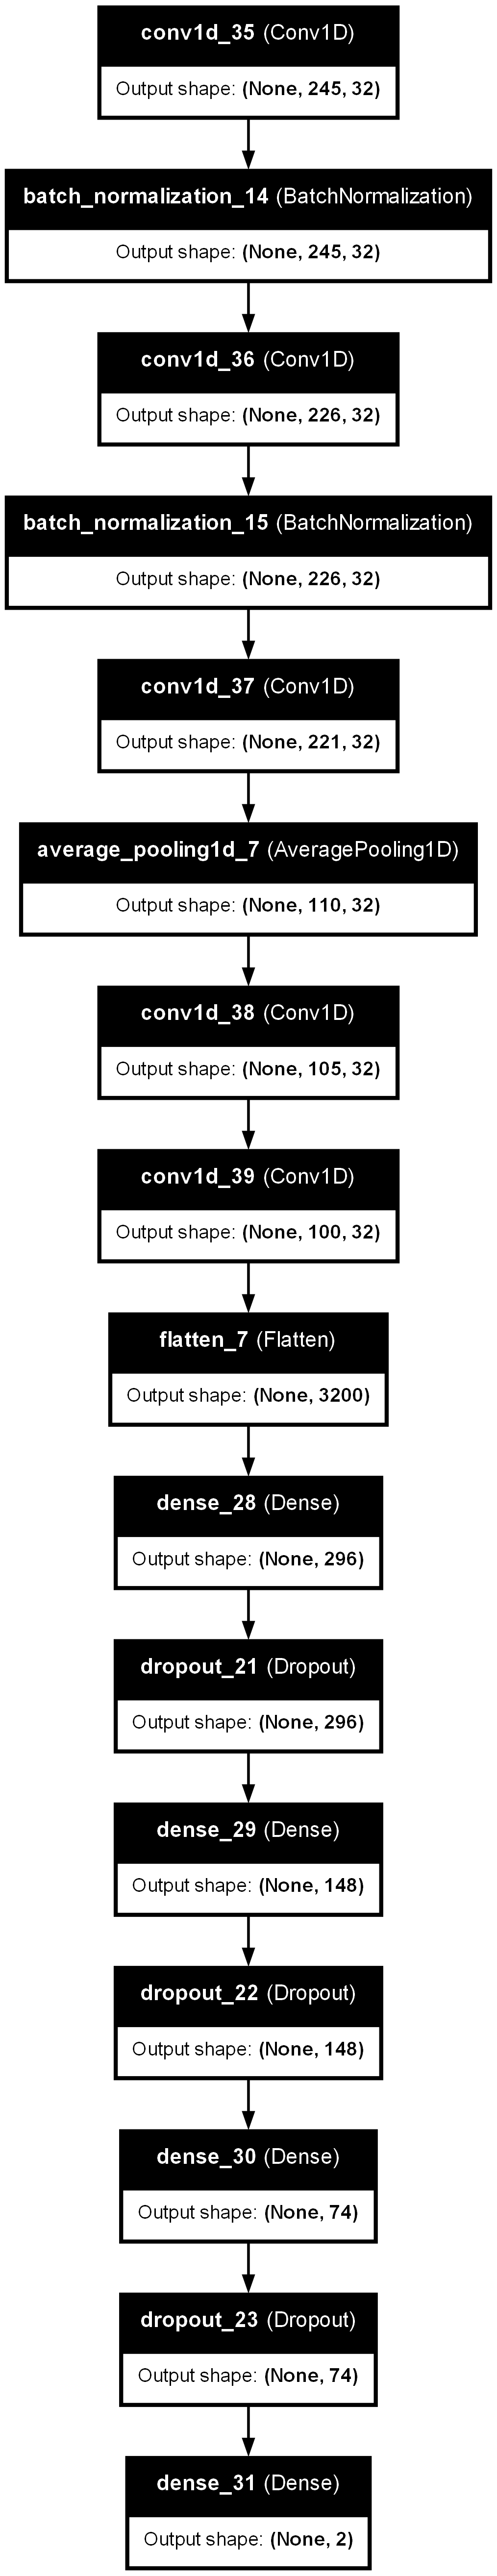 conv1d_35 (Conv1D)
Output shape: (None, 245, 32)
batch_normalization_14 (BatchNormalization)
Output shape: (None, 245, 32)
conv1d_36 (Conv1D)
Output shape: (None, 226, 32)
batch_normalization_15 (BatchNormalization)
Output shape: (None, 226, 32)
conv1d_37 (Conv1D)
Output shape: (None, 221, 32)
average_pooling1d_7 (AveragePooling1D)
Output shape: (None, 110, 32)
conv1d_38 (Conv1D)
Output shape: (None, 105, 32)
conv1d_39 (Conv1D)
Output shape: (None, 100, 32)
flatten_7 (Flatten)
Output shape: (None, 3200)
dense_28 (Dense)
Output shape: (None, 296)
dropout_21 (Dropout)
Output shape: (None, 296)
dense_29 (Dense)
Output shape: (None, 148)
dropout_22 (Dropout)
Output shape: (None, 148)
dense_30 (Dense)
Output shape: (None, 74)
dropout_23 (Dropout)
Output shape: (None, 74)
dense_31 (Dense)
Output shape: (None, 2)